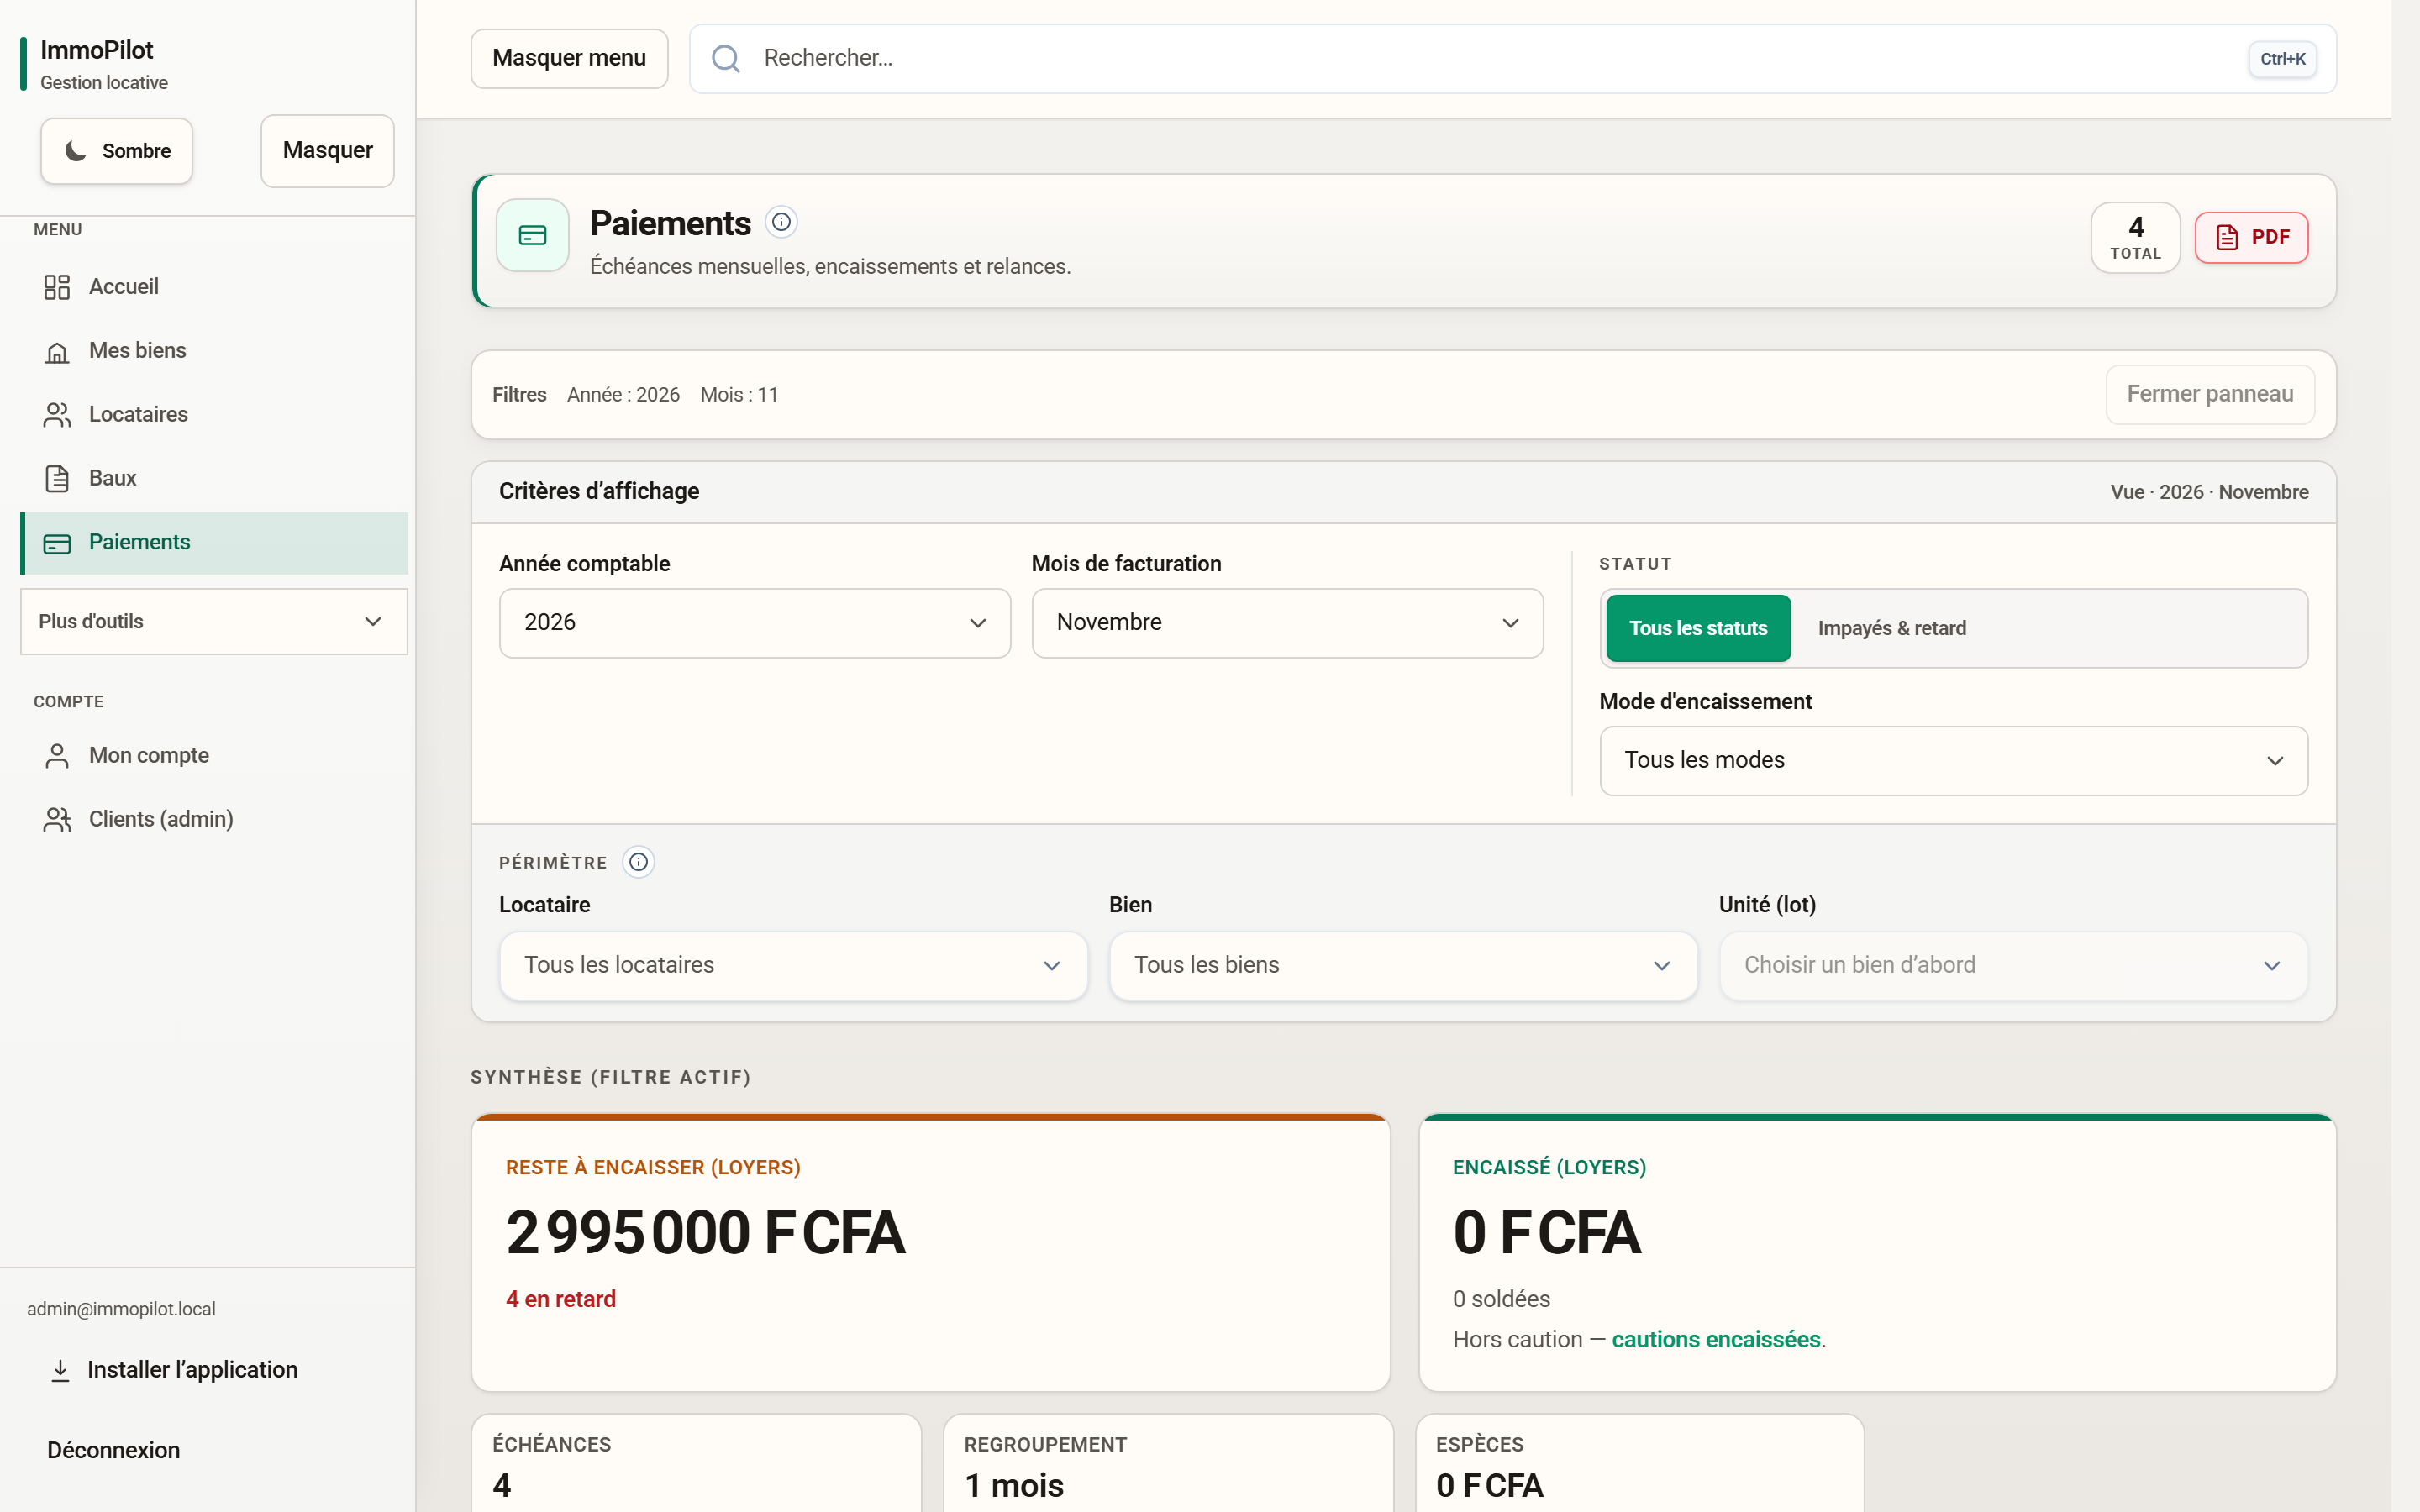 ImmoPilot
Gestion locative
Sombre
Masquer
MENU
Accueil
Mes biens
Locataires
Baux
Paiements
Plus d'outils
COMPTE
Mon compte
Clients (admin)
admin@immopilot.local
Installer l’application
Déconnexion
Masquer menu
Rechercher...
Ctrl+K
Paiements
Échéances mensuelles, encaissements et relances.
4
TOTAL
PDF
Filtres Année : 2026 Mois : 11
Fermer panneau
Critères d’affichage
Vue · 2026 · Novembre
Année comptable
2026
Mois de facturation
Novembre
STATUT
Tous les statuts
Impayés & retard
Mode d'encaissement
Tous les modes
PÉRIMÈTRE
Locataire
Tous les locataires
Bien
Tous les biens
Unité (lot)
Choisir un bien d’abord
SYNTHÈSE (FILTRE ACTIF)
RESTE À ENCAISSER (LOYERS)
2 995 000 F CFA
4 en retard
ENCAISSÉ (LOYERS)
0 F CFA
0 soldées
Hors caution — cautions encaissées.
ÉCHÉANCES
4
REGROUPEMENT
1 mois
ESPÈCES
0 F CFA